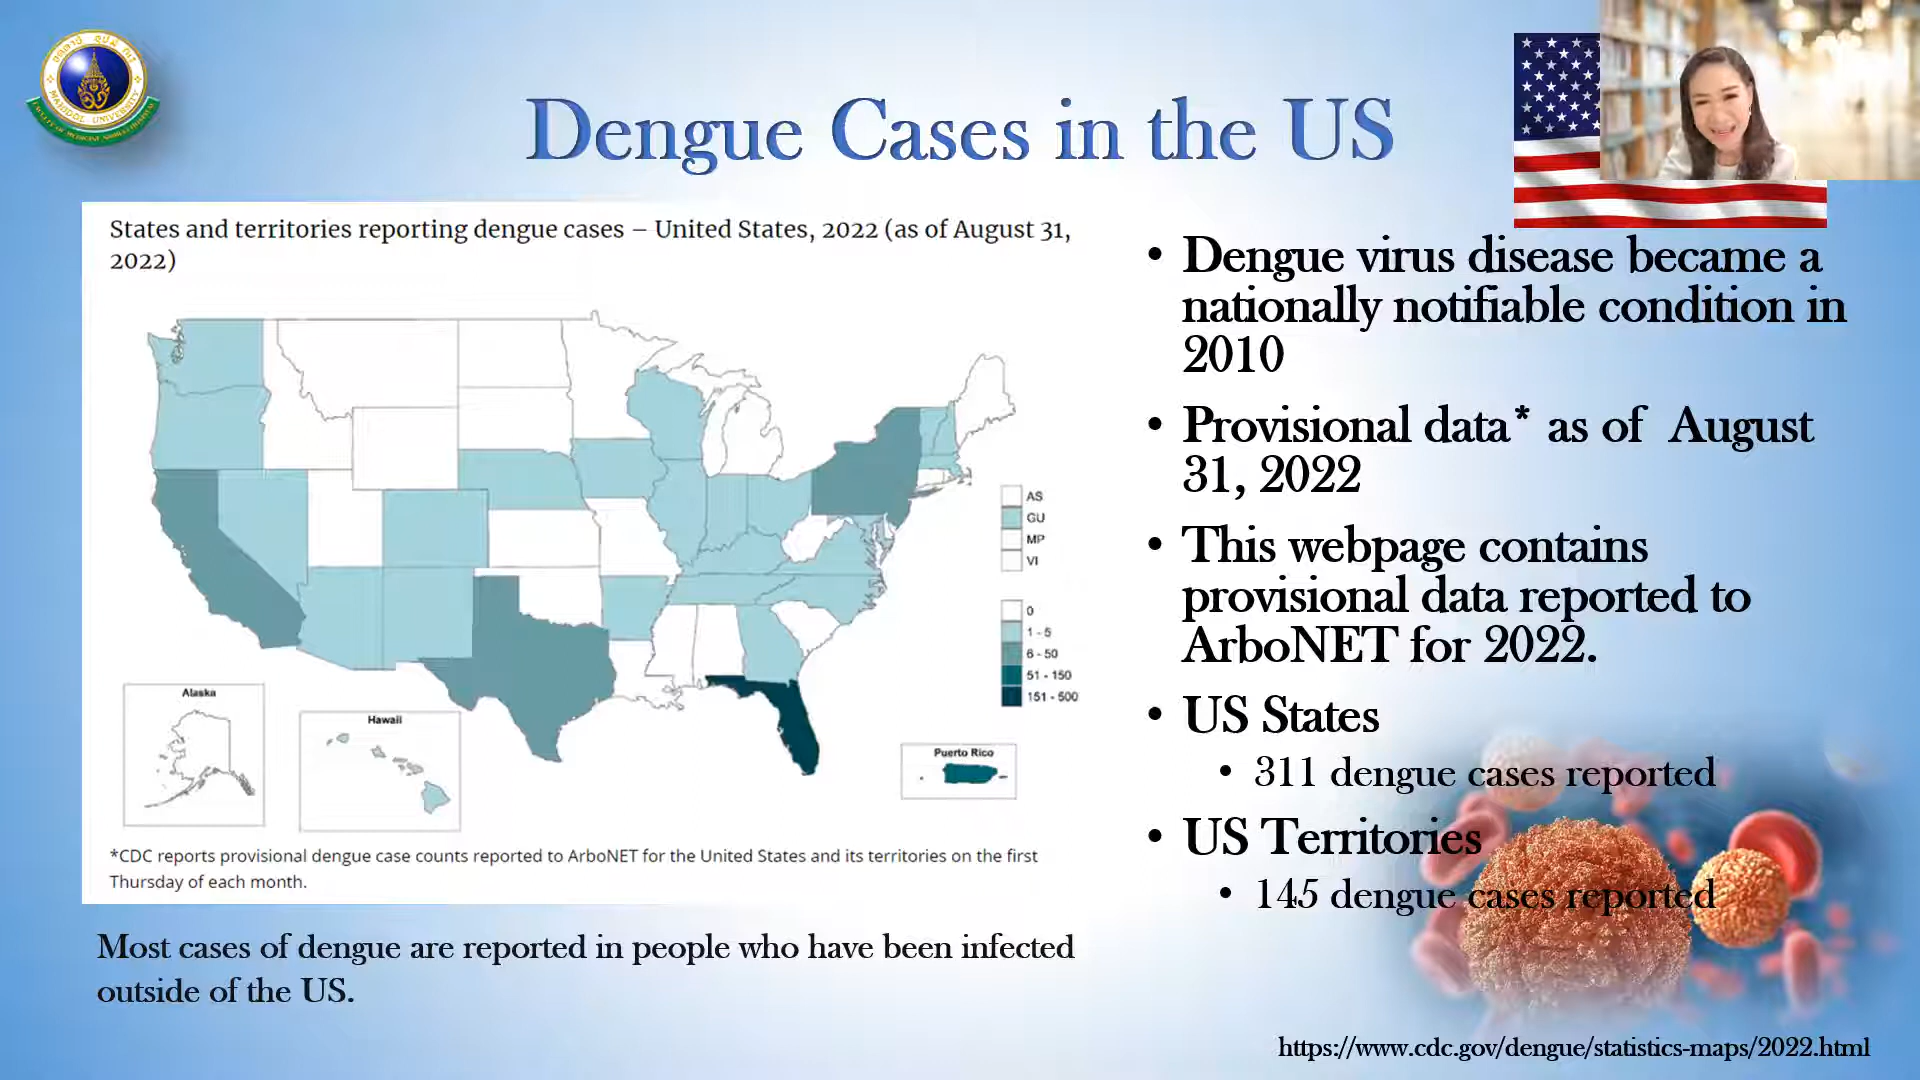 Dengue Cases in the US
States and territories reporting dengue cases – United States, 2022 (as of August 31,
2022)
AS
GU
MP
VI
0
1 - 5
6 - 50
51 - 150
151 - 500
Alaska
Hawaii
Puerto Rico
*CDC reports provisional dengue case counts reported to ArboNET for the United States and its territories on the first
Thursday of each month.
Most cases of dengue are reported in people who have been infected
outside of the US.
• Dengue virus disease became a
nationally notifiable condition in
2010
• Provisional data* as of August
31, 2022
• This webpage contains
provisional data reported to
ArboNET for 2022.
• US States
• 311 dengue cases reported
• US Territories
• 145 dengue cases reported
https://www.cdc.gov/dengue/statistics-maps/2022.html
MAHIDOL UNIVERSITY